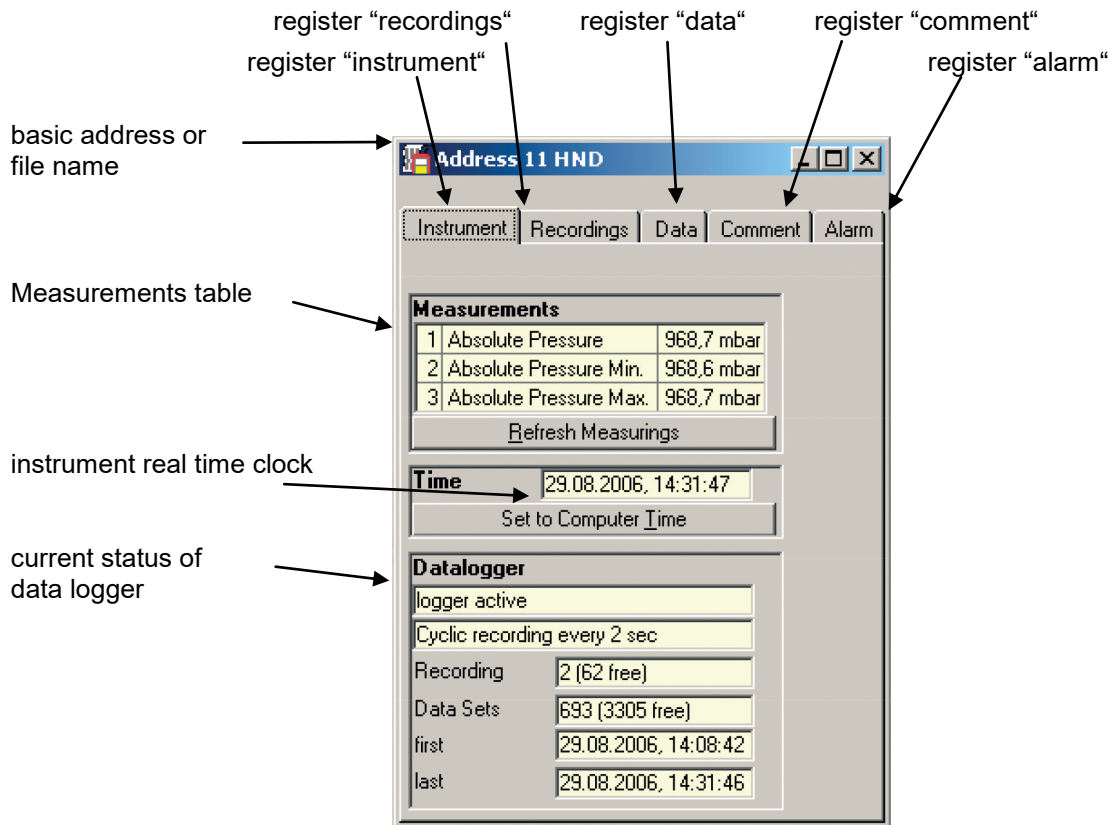 register “recordings“ register “data“ register “comment“
register “instrument“ register “alarm“
basic address or
file name
Address 11 HND
Instrument Recordings Data Comment Alarm
Measurements table
Measurements
1 Absolute Pressure 968,7 mbar
2 Absolute Pressure Min. 968,6 mbar
3 Absolute Pressure Max. 968,7 mbar
Refresh Measurings
instrument real time clock
Time 29.08.2006, 14:31:47
Set to Computer Time
current status of
data logger
Datalogger
logger active
Cyclic recording every 2 sec
Recording 2 (62 free)
Data Sets 693 (3305 free)
first 29.08.2006, 14:08:42
last 29.08.2006, 14:31:46